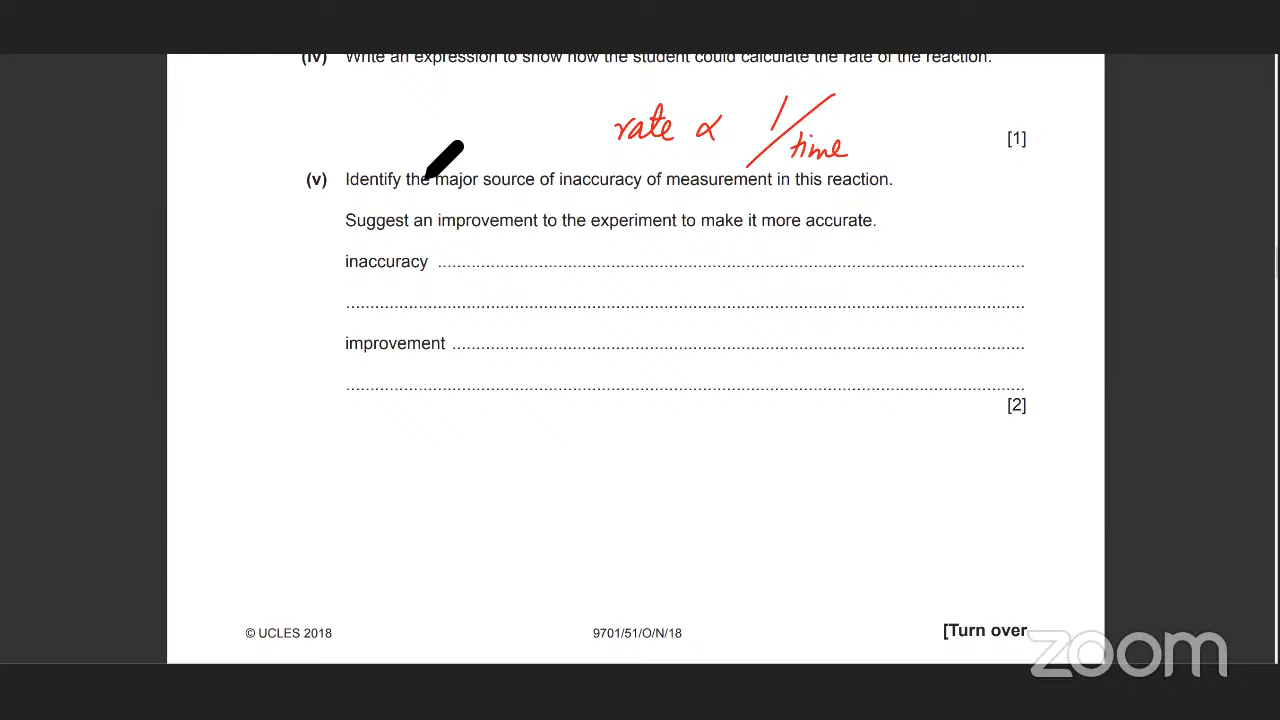 (iv) Write an expression to show how the student could calculate the rate of the reaction.
rate ∝ 1/time
[1]
(v) Identify the major source of inaccuracy of measurement in this reaction.
Suggest an improvement to the experiment to make it more accurate.
inaccuracy ..........
..........
improvement ..........
..........
[2]
© UCLES 2018 9701/51/O/N/18 [Turn over
zoom